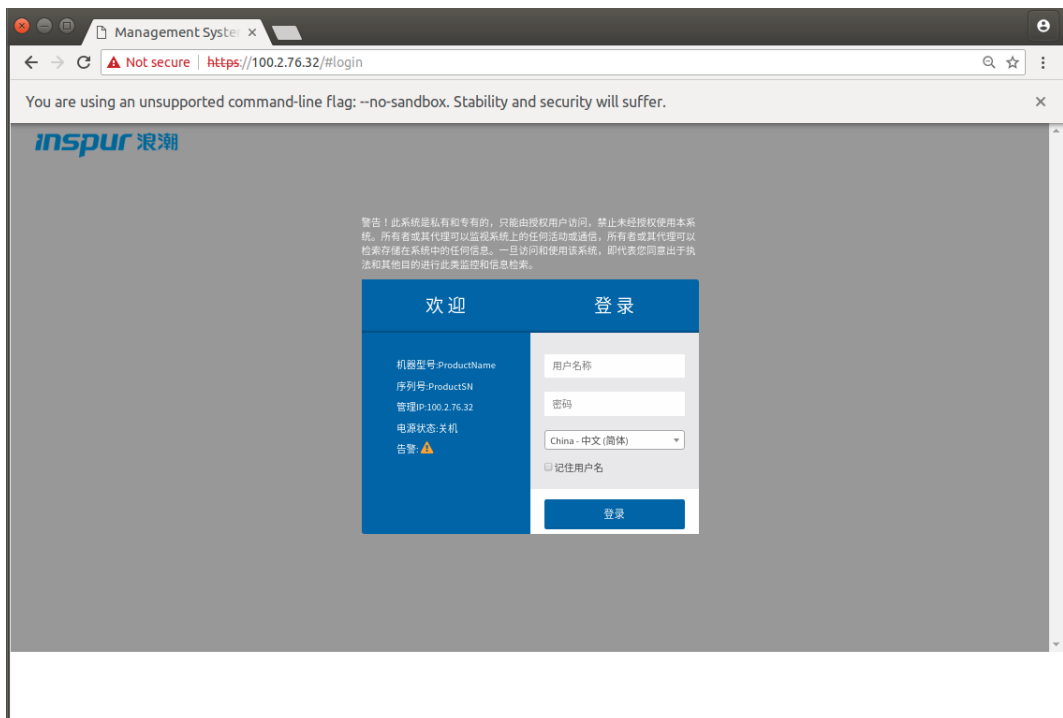 Management Syste
Not secure | https://100.2.76.32/#login
You are using an unsupported command-line flag: --no-sandbox. Stability and security will suffer.
inspur 浪潮
警告！此系统是私有和专有的，只能由授权用户访问，禁止未经授权使用本系
统。所有者或其代理可以监视系统上的任何活动或通信，所有者或其代理可以
检索存储在系统中的任何信息。一旦访问和使用该系统，即代表您同意出于执
法和其他目的进行此类监控和信息检索。
欢迎
登录
机器型号:ProductName
序列号:ProductSN
管理IP:100.2.76.32
电源状态:关机
告警:
用户名称
密码
China - 中文 (简体)
记住用户名
登录